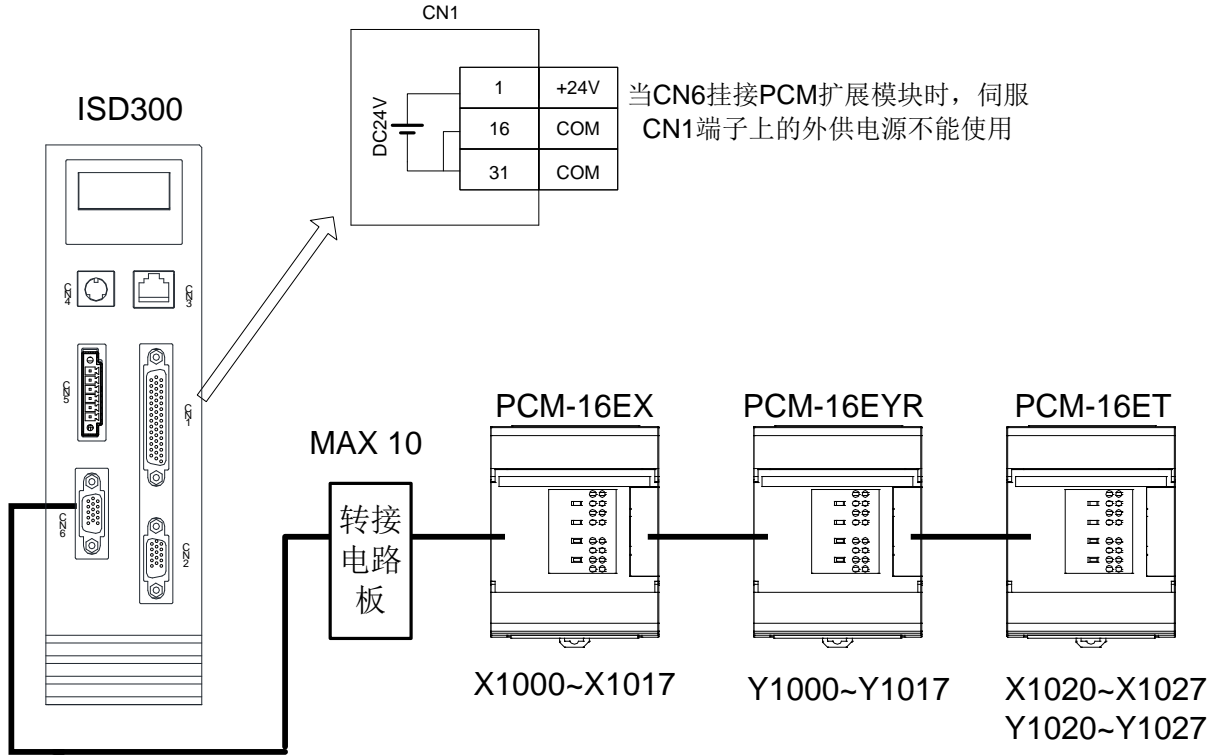 CN1
1 +24V
16 COM
31 COM
DC24V
当CN6挂接PCM扩展模块时，伺服
CN1端子上的外供电源不能使用
ISD300
CN4
CN3
CN5
CN1
CN6
CN2
MAX 10
转接
电路
板
PCM-16EX
PCM-16EYR
PCM-16ET
X1000~X1017
Y1000~Y1017
X1020~X1027
Y1020~Y1027